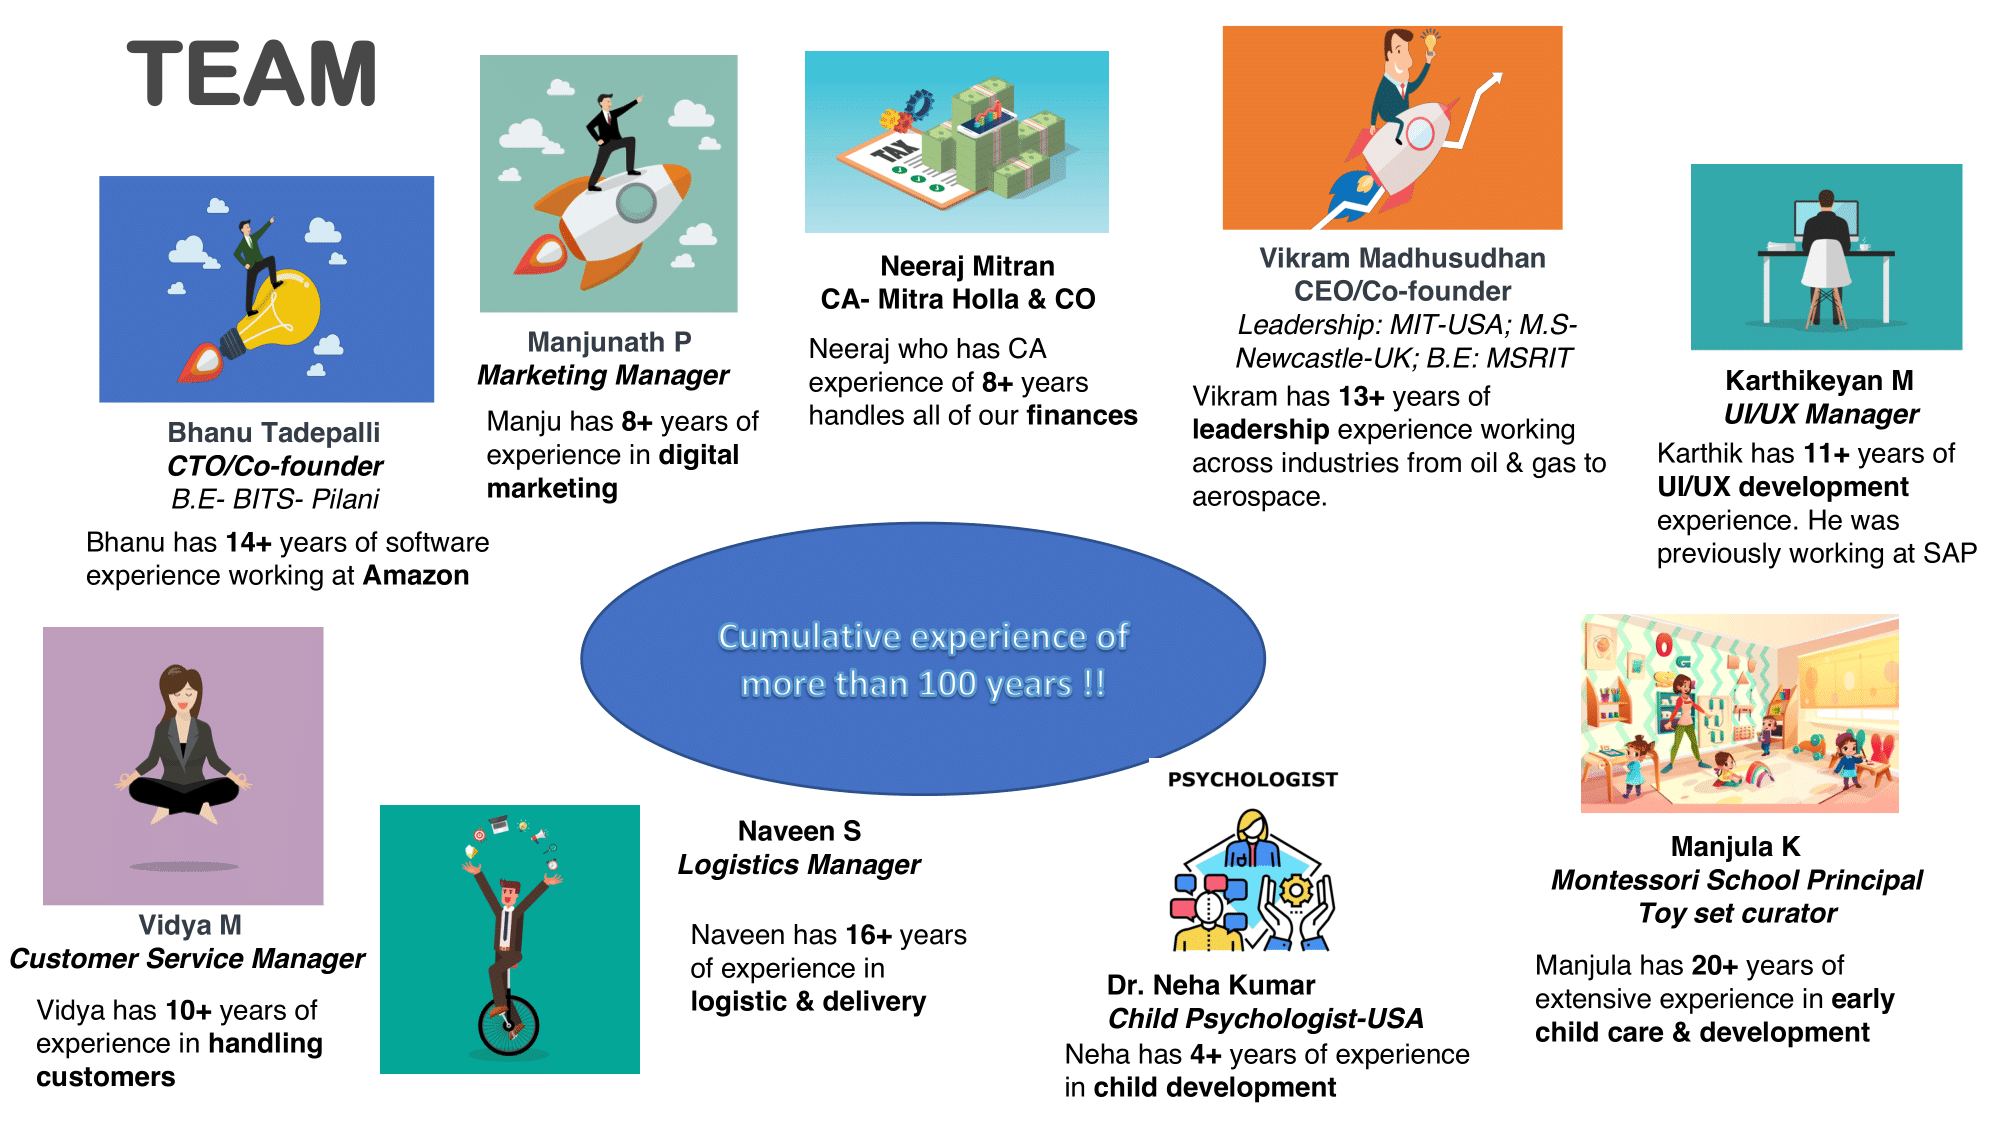 TEAM
Bhanu Tadepalli
CTO/Co-founder
B.E- BITS- Pilani
Bhanu has 14+ years of software
experience working at Amazon
Manjunath P
Marketing Manager
Manju has 8+ years of
experience in digital
marketing
TAX
Neeraj Mitran
CA- Mitra Holla & CO
Neeraj who has CA
experience of 8+ years
handles all of our finances
Vikram Madhusudhan
CEO/Co-founder
Leadership: MIT-USA; M.S-
Newcastle-UK; B.E: MSRIT
Vikram has 13+ years of
leadership experience working
across industries from oil & gas to
aerospace.
Karthikeyan M
UI/UX Manager
Karthik has 11+ years of
UI/UX development
experience. He was
previously working at SAP
Cumulative experience of
more than 100 years !!
Vidya M
Customer Service Manager
Vidya has 10+ years of
experience in handling
customers
Naveen S
Logistics Manager
Naveen has 16+ years
of experience in
logistic & delivery
PSYCHOLOGIST
Dr. Neha Kumar
Child Psychologist-USA
Neha has 4+ years of experience
in child development
Manjula K
Montessori School Principal
Toy set curator
Manjula has 20+ years of
extensive experience in early
child care & development